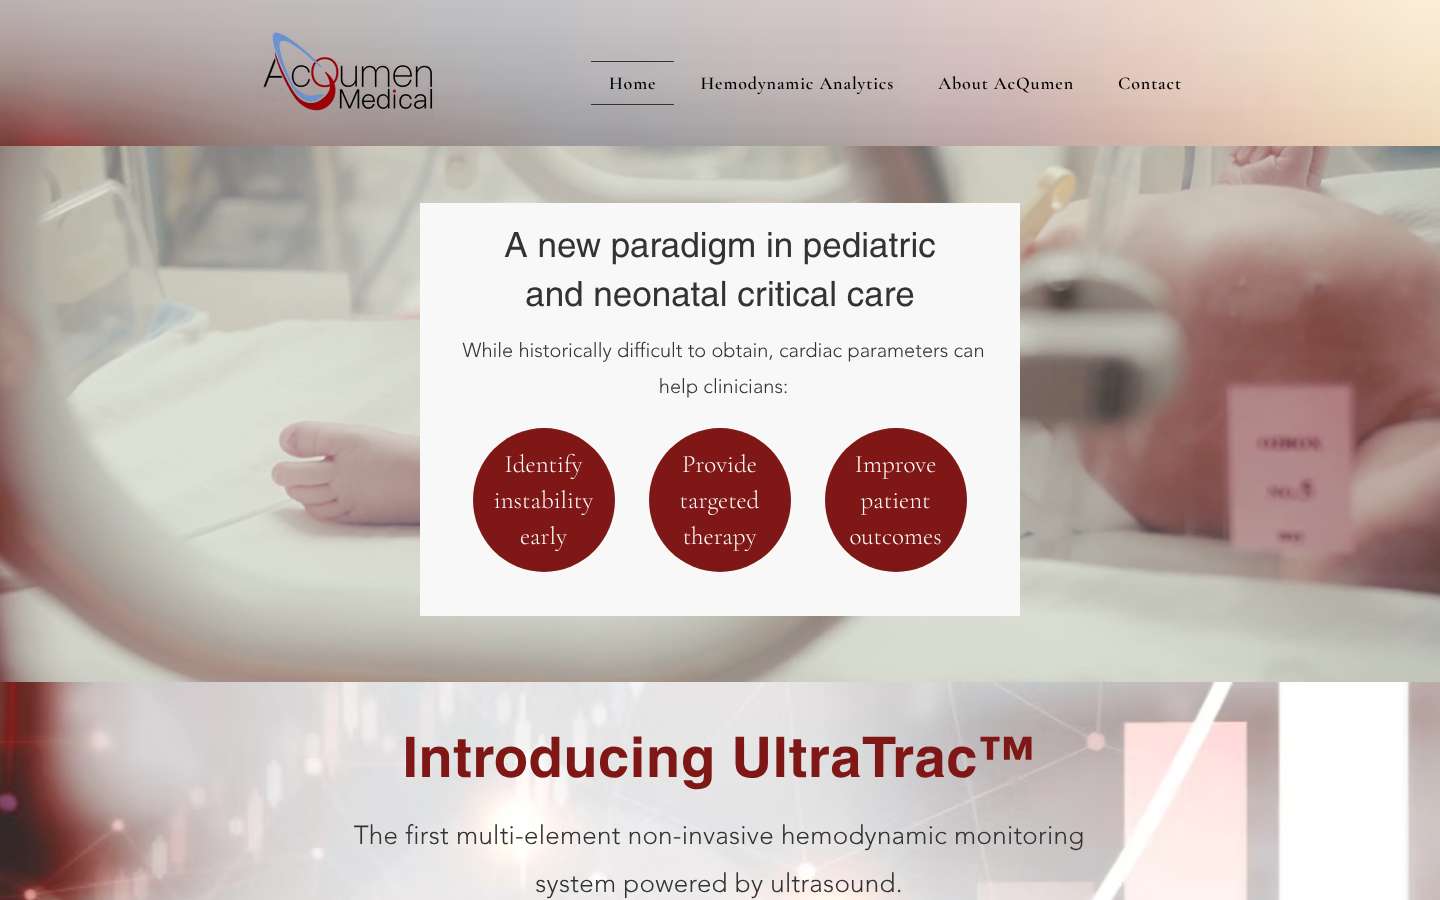 AcQumen
Medical
Home
Hemodynamic Analytics
About AcQumen
Contact
A new paradigm in pediatric
and neonatal critical care
While historically difficult to obtain, cardiac parameters can
help clinicians:
Identify
instability
early
Provide
targeted
therapy
Improve
patient
outcomes
Introducing UltraTrac™
The first multi-element non-invasive hemodynamic monitoring
system powered by ultrasound.